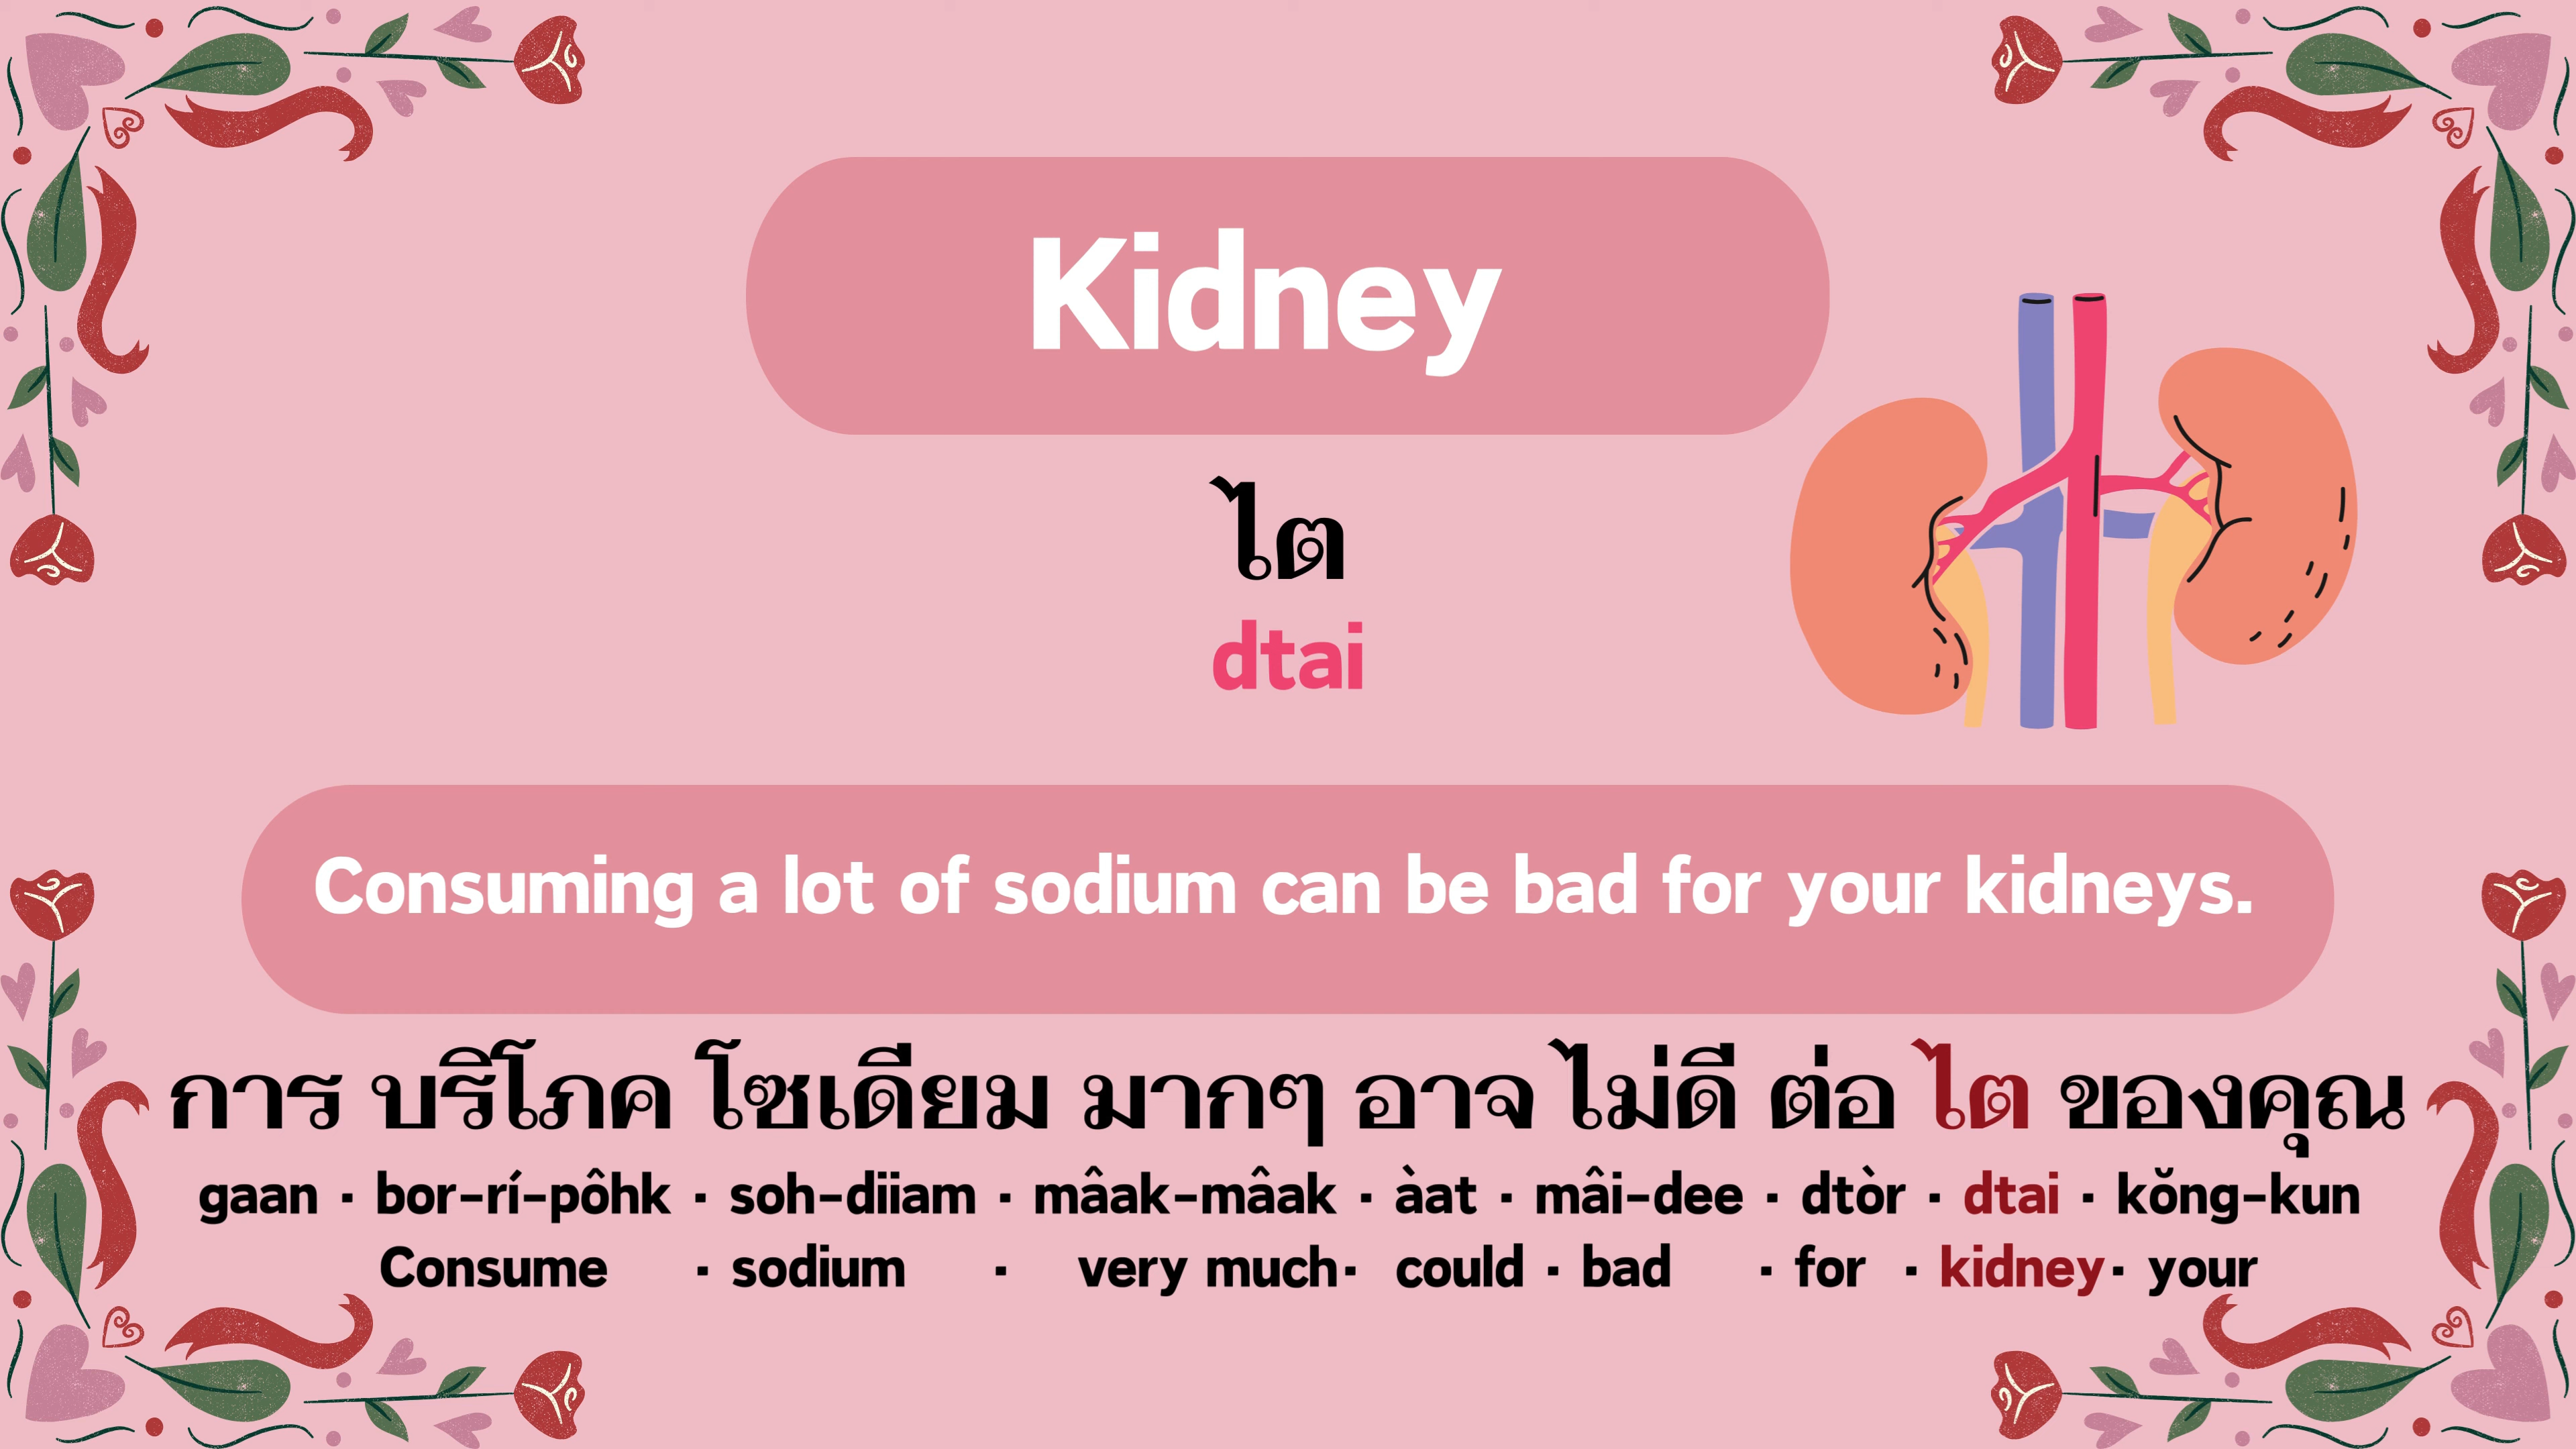 Kidney
ไต
dtai
Consuming a lot of sodium can be bad for your kidneys.
การ บริโภค โซเดียม มากๆ อาจ ไม่ดี ต่อ ไต ของคุณ
gaan · bor-rí-pôhk · soh-diiam · mâak-mâak · àat · mâi-dee · dtòr · dtai · kŏng-kun
Consume · sodium · very much · could · bad · for · kidney · your